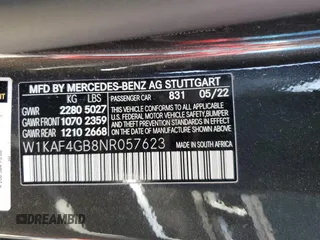 MFD BY MERCEDES-BENZ AG STUTTGART
KG LBS PASSENGER CAR 831 05/22
GVWR 2280 5027
GAWR FRONT 1070 2359
GAWR REAR 1210 2668
THIS VEHICLE CONFORMS TO ALL APPLICABLE
U.S. FEDERAL MOTOR VEHICLE SAFETY, BUMPER,
AND THEFT PREVENTION STANDARDS IN EFFECT ON
THE DATE OF MANUFACTURE SHOWN ABOVE.
W1KAF4GB8NR057623 MADE IN SOUTH AFRICA
DREAMBID